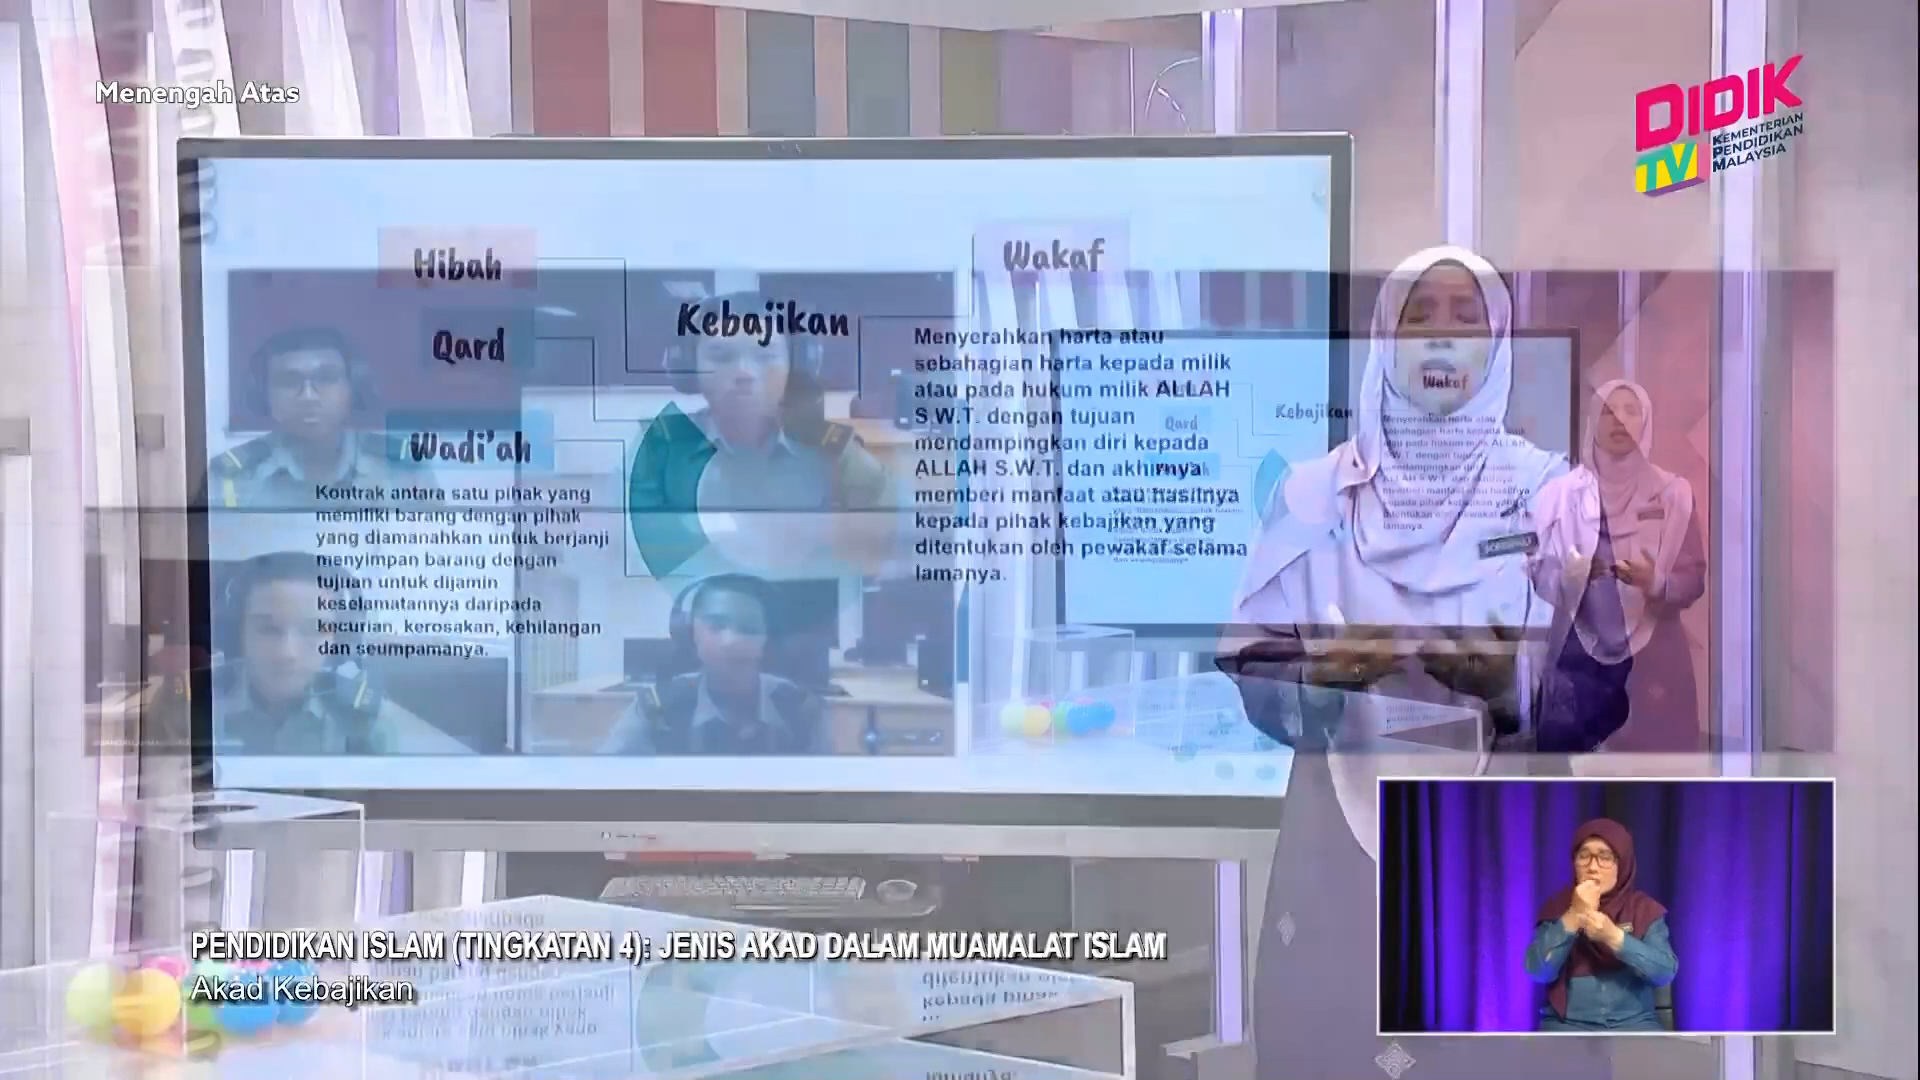 Menengah Atas
DIDIK
TV
KEMENTERIAN
PENDIDIKAN
MALAYSIA
Hibah
Qard
Wadi'ah
Kontrak antara satu pihak yang
memiliki barang dengan pihak
yang diamanahkan untuk berjanji
menyimpan barang dengan
tujuan untuk dijamin
keselamatannya daripada
kecurian, kerosakan, kehilangan
dan seumpamanya.
Kebajikan
Wakaf
Menyerahkan harta atau
sebahagian harta kepada milik
atau pada hukum milik ALLAH
S.W.T. dengan tujuan
mendampingkan diri kepada
ALLAH S.W.T. dan akhirnya
memberi manfaat atau hasilnya
kepada pihak kebajikan yang
ditentukan oleh pewakaf selama
lamanya.
Qard
Kebajikan
Wakaf
PENDIDIKAN ISLAM (TINGKATAN 4): JENIS AKAD DALAM MUAMALAT ISLAM
Akad Kebajikan